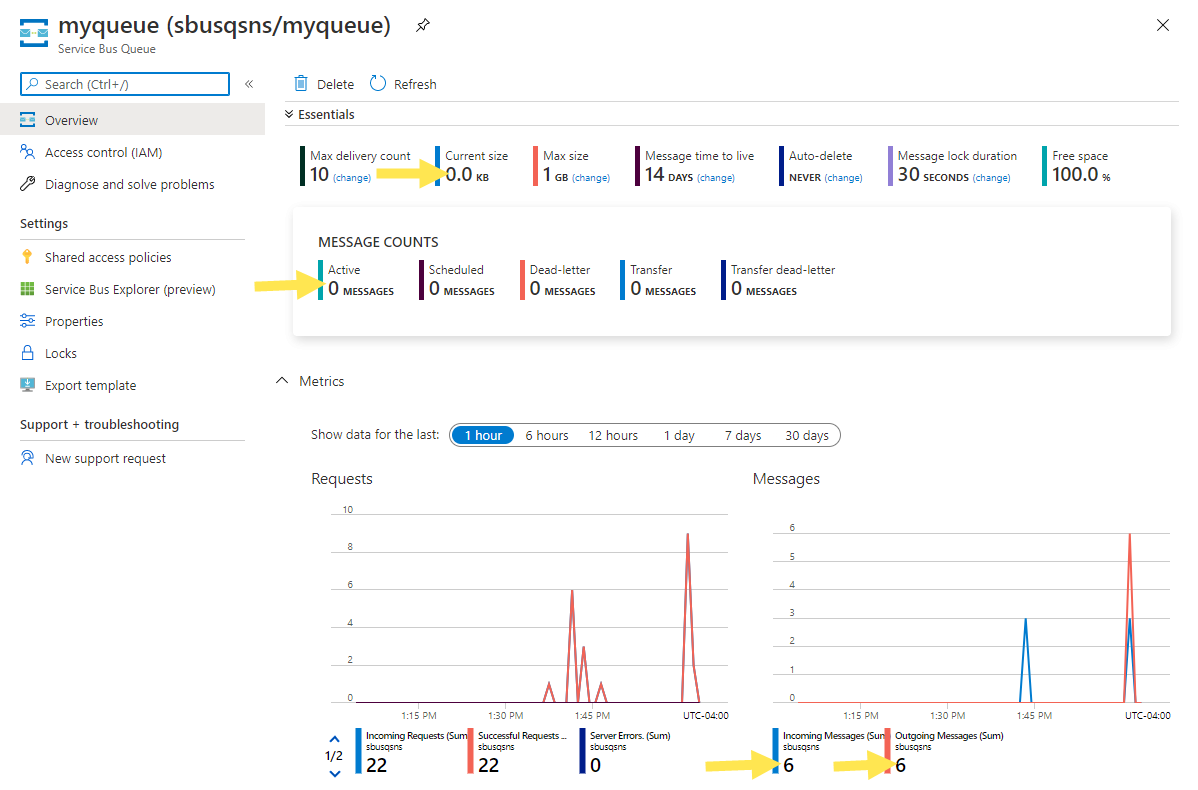 myqueue (sbusqsns/myqueue)
Service Bus Queue
Search (Ctrl+/)
«
Delete
Refresh
Essentials
Overview
Access control (IAM)
Diagnose and solve problems
Settings
Shared access policies
Service Bus Explorer (preview)
Properties
Locks
Export template
Support + troubleshooting
New support request
Max delivery count
10 (change)
Current size
0.0 KB
Max size
1 GB (change)
Message time to live
14 DAYS (change)
Auto-delete
NEVER (change)
Message lock duration
30 SECONDS (change)
Free space
100.0 %
MESSAGE COUNTS
Active
0 MESSAGES
Scheduled
0 MESSAGES
Dead-letter
0 MESSAGES
Transfer
0 MESSAGES
Transfer dead-letter
0 MESSAGES
Metrics
Show data for the last:
1 hour
6 hours
12 hours
1 day
7 days
30 days
Requests
10
8
6
4
2
0
1:15 PM
1:30 PM
1:45 PM
UTC-04:00
1/2
Incoming Requests (Sum)
sbusqsns
22
Successful Requests ...
sbusqsns
22
Server Errors. (Sum)
sbusqsns
0
Messages
6
5
4
3
2
1
0
1:15 PM
1:30 PM
1:45 PM
UTC-04:00
Incoming Messages (Sum)
sbusqsns
6
Outgoing Messages (Sum)
sbusqsns
6